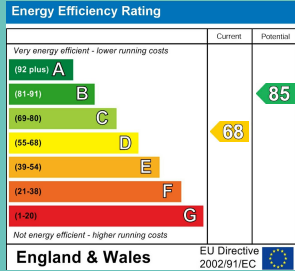 Energy Efficiency Rating
Current Potential
Very energy efficient - lower running costs
(92 plus) A
(81-91) B
85
(69-80) C
(55-68) D
68
(39-54) E
(21-38) F
(1-20) G
Not energy efficient - higher running costs
England & Wales
EU Directive
2002/91/EC